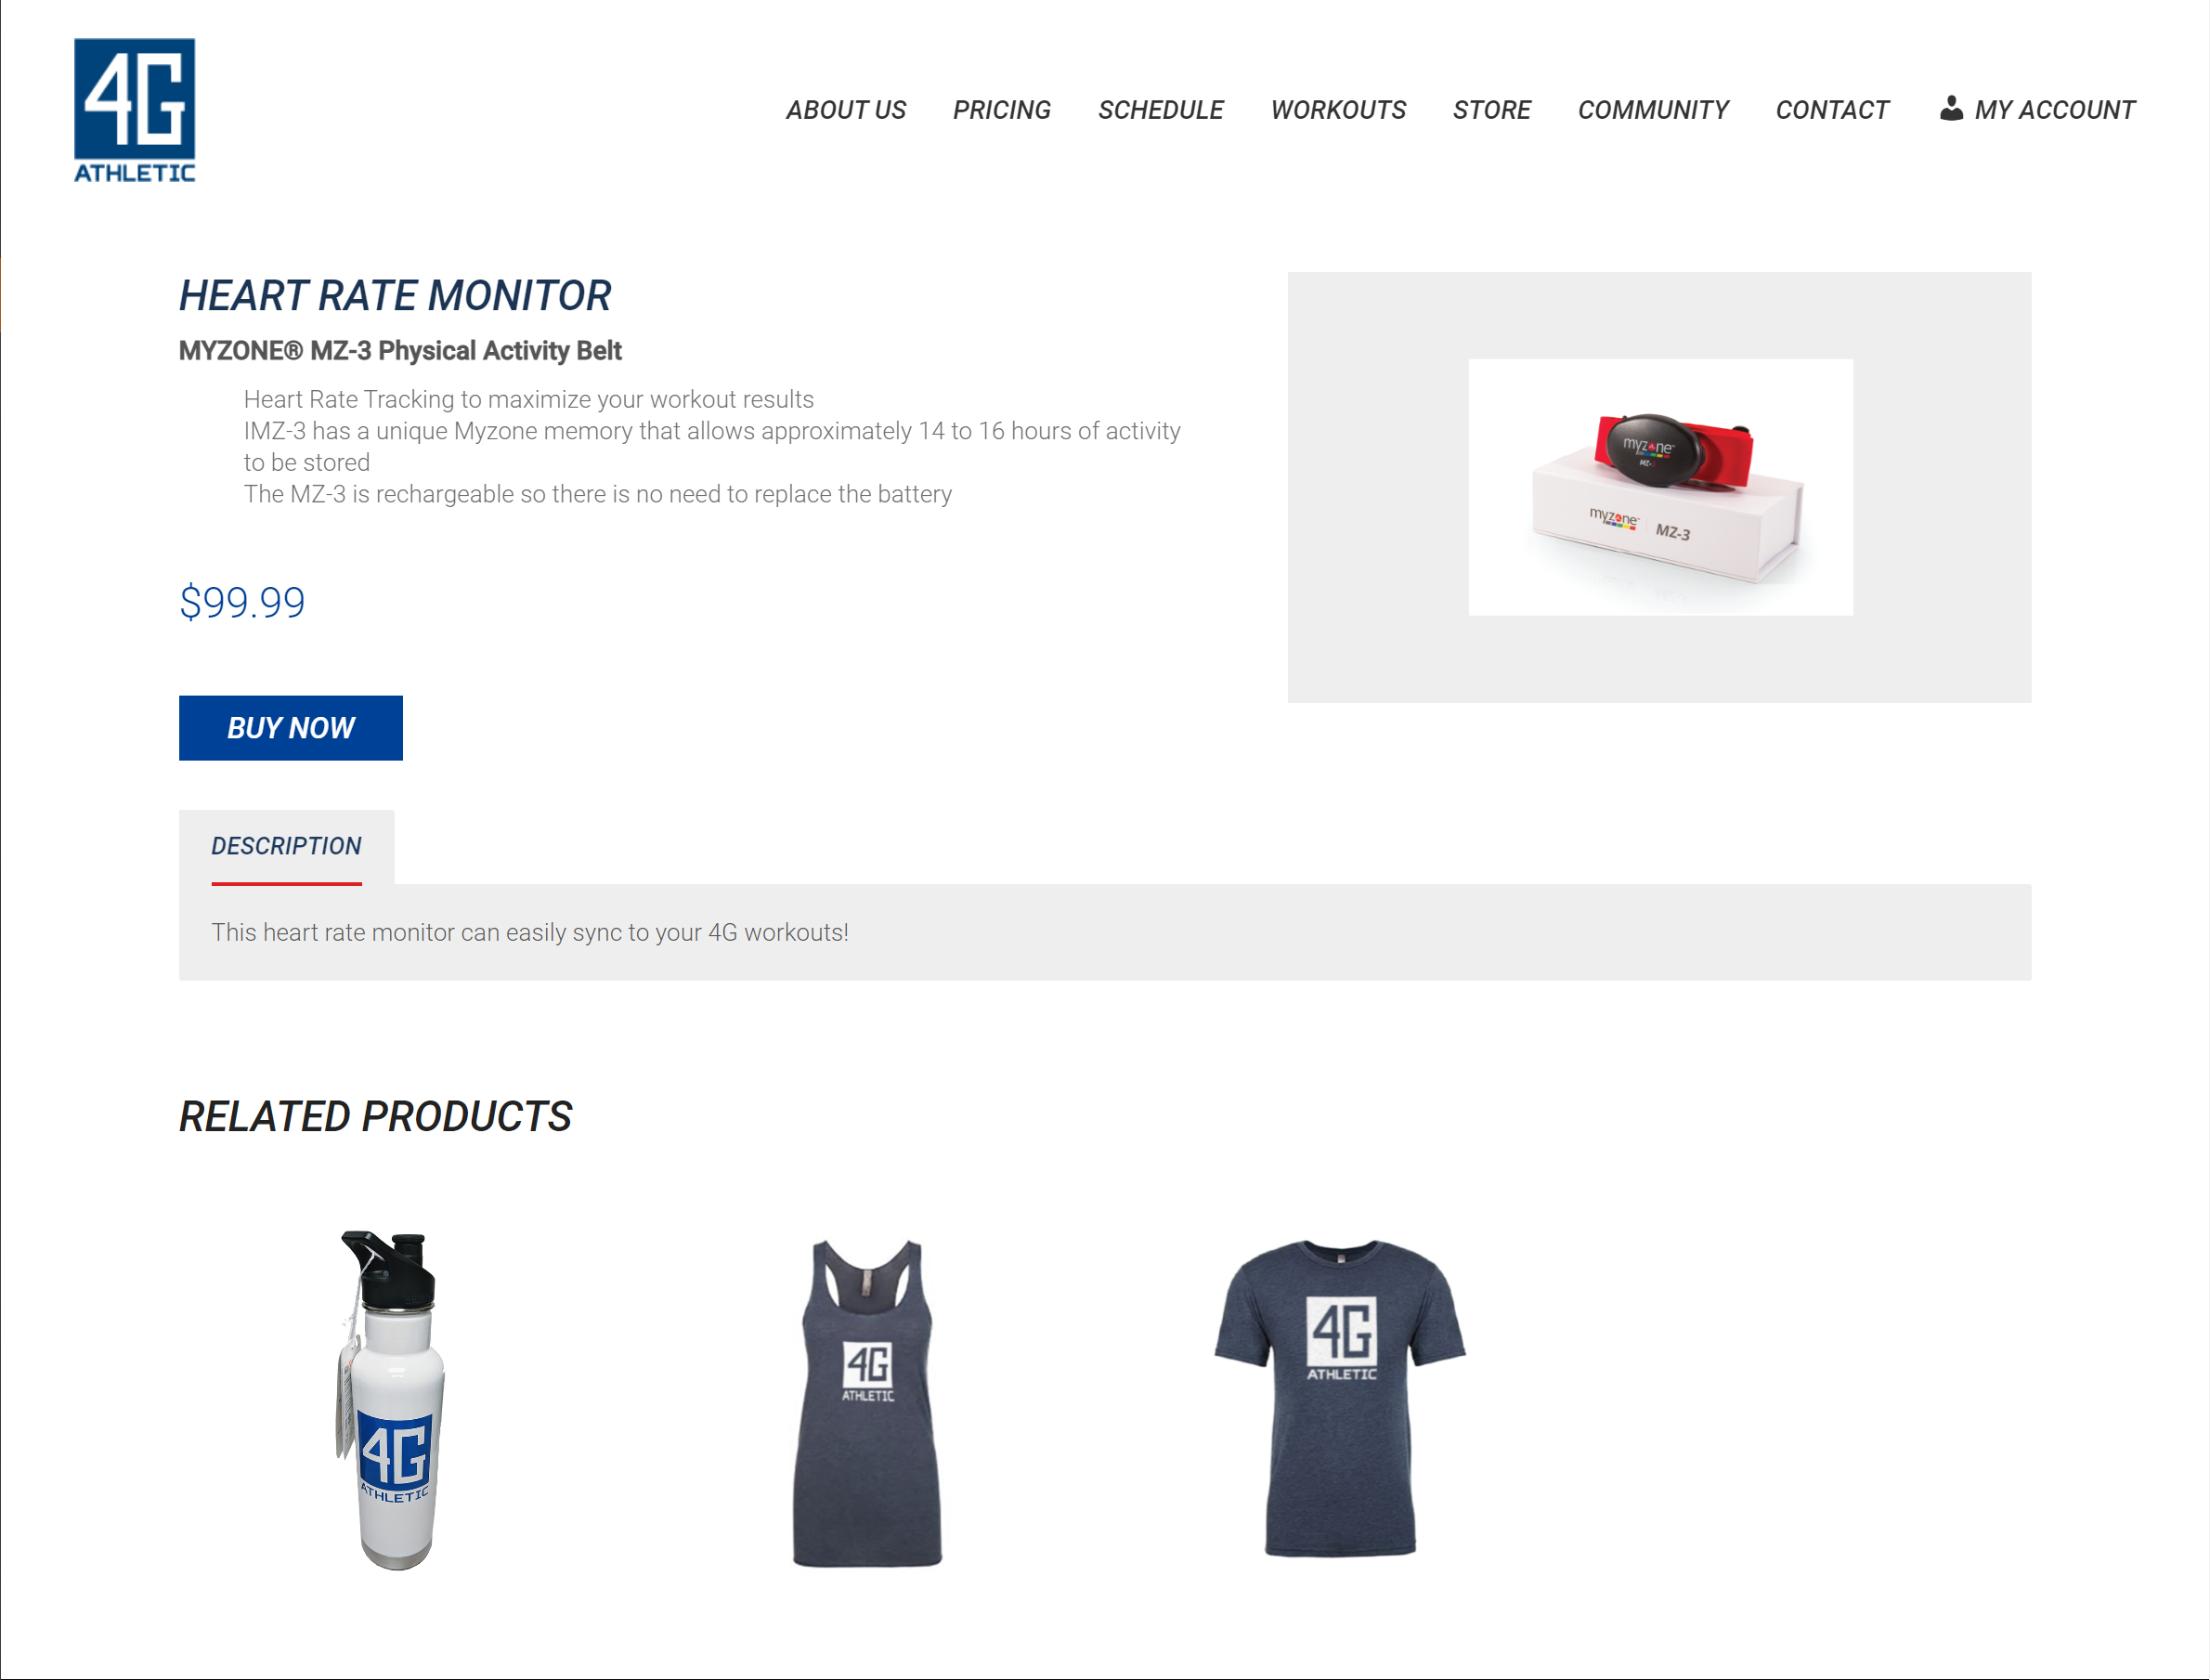 4G
ATHLETIC
ABOUT US PRICING SCHEDULE WORKOUTS STORE COMMUNITY CONTACT MY ACCOUNT
HEART RATE MONITOR
MYZONE® MZ-3 Physical Activity Belt
Heart Rate Tracking to maximize your workout results
IMZ-3 has a unique Myzone memory that allows approximately 14 to 16 hours of activity
to be stored
The MZ-3 is rechargeable so there is no need to replace the battery
$99.99
BUY NOW
myzone™
MZ-3
myzone™ MZ-3
DESCRIPTION
This heart rate monitor can easily sync to your 4G workouts!
RELATED PRODUCTS
4G
ATHLETIC
4G
ATHLETIC
4G
ATHLETIC